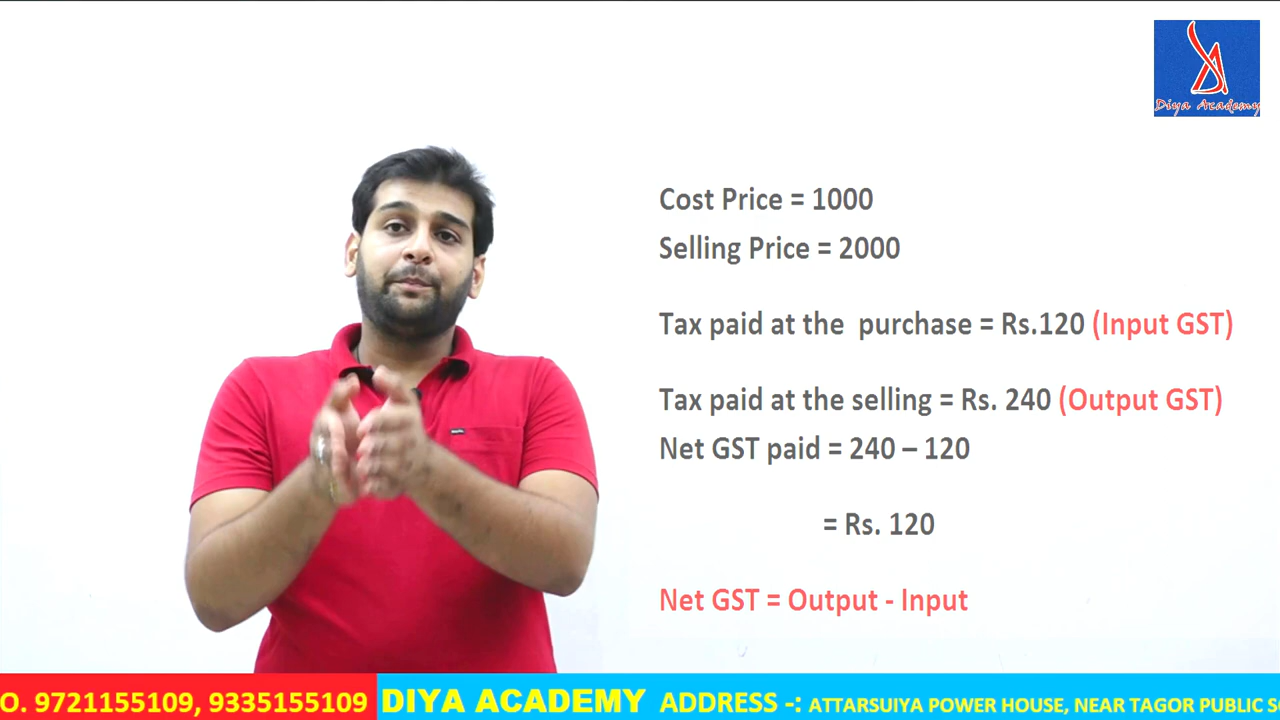 Diya Academy
Cost Price = 1000
Selling Price = 2000
Tax paid at the  purchase = Rs.120 (Input GST)
Tax paid at the selling = Rs. 240 (Output GST)
Net GST paid = 240 – 120
= Rs. 120
Net GST = Output - Input
O. 9721155109, 9335155109 DIYA ACADEMY ADDRESS -: ATTARSUIYA POWER HOUSE, NEAR TAGOR PUBLIC